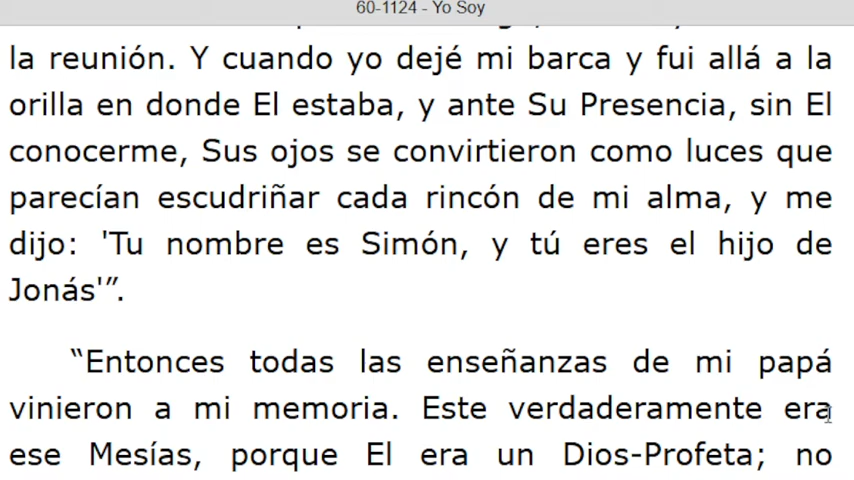 60-1124 - Yo Soy
la reunión. Y cuando yo dejé mi barca y fui allá a la
orilla en donde El estaba, y ante Su Presencia, sin El
conocerme, Sus ojos se convirtieron como luces que
parecían escudriñar cada rincón de mi alma, y me
dijo: 'Tu nombre es Simón, y tú eres el hijo de
Jonás'”.
“Entonces todas las enseñanzas de mi papá
vinieron a mi memoria. Este verdaderamente era
ese Mesías, porque El era un Dios-Profeta; no